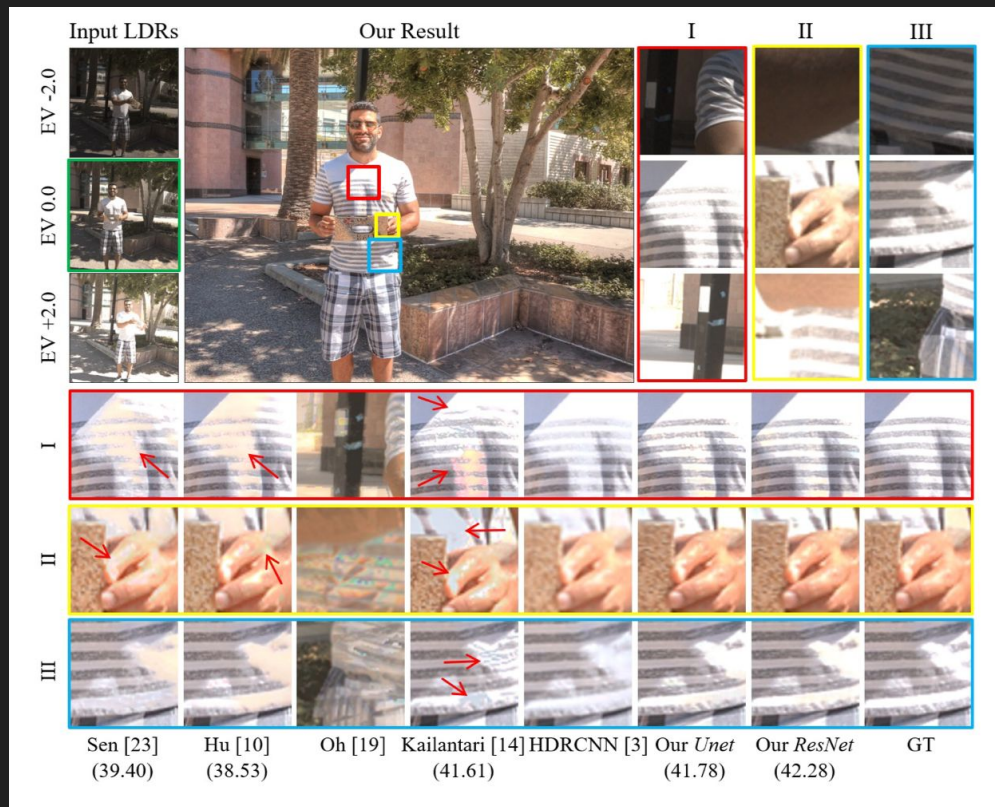 Input LDRs
Our Result
I
II
III
EV -2.0
EV 0.0
EV +2.0
I
II
III
Sen [23]
(39.40)
Hu [10]
(38.53)
Oh [19]
Kailantari [14]
(41.61)
HDRCNN [3]
Our Unet
(41.78)
Our ResNet
(42.28)
GT